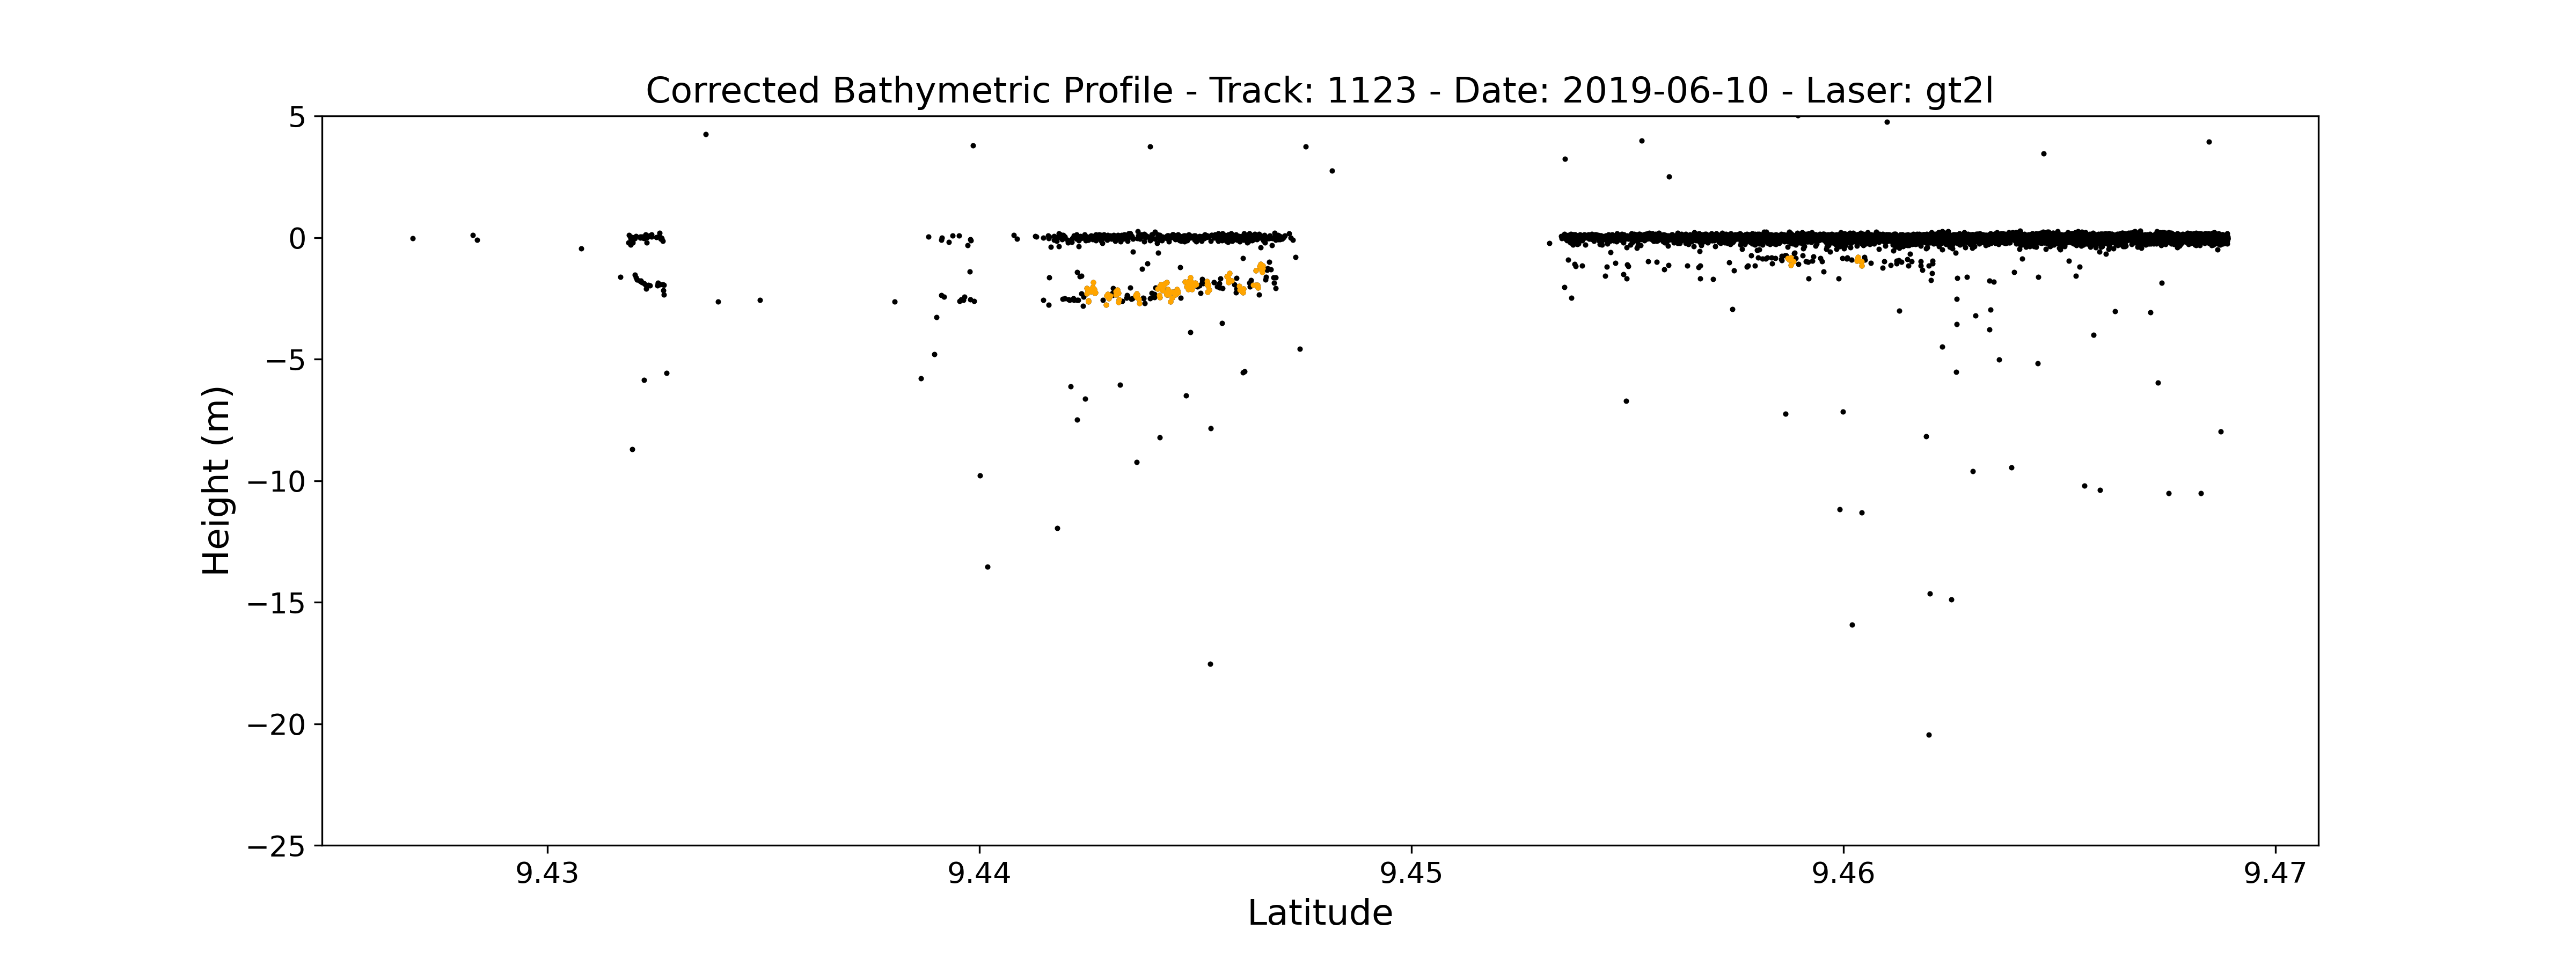 Corrected Bathymetric Profile - Track: 1123 - Date: 2019-06-10 - Laser: gt2l
5
0
−5
−10
−15
−20
−25
Height (m)
9.43 9.44 9.45 9.46 9.47
Latitude